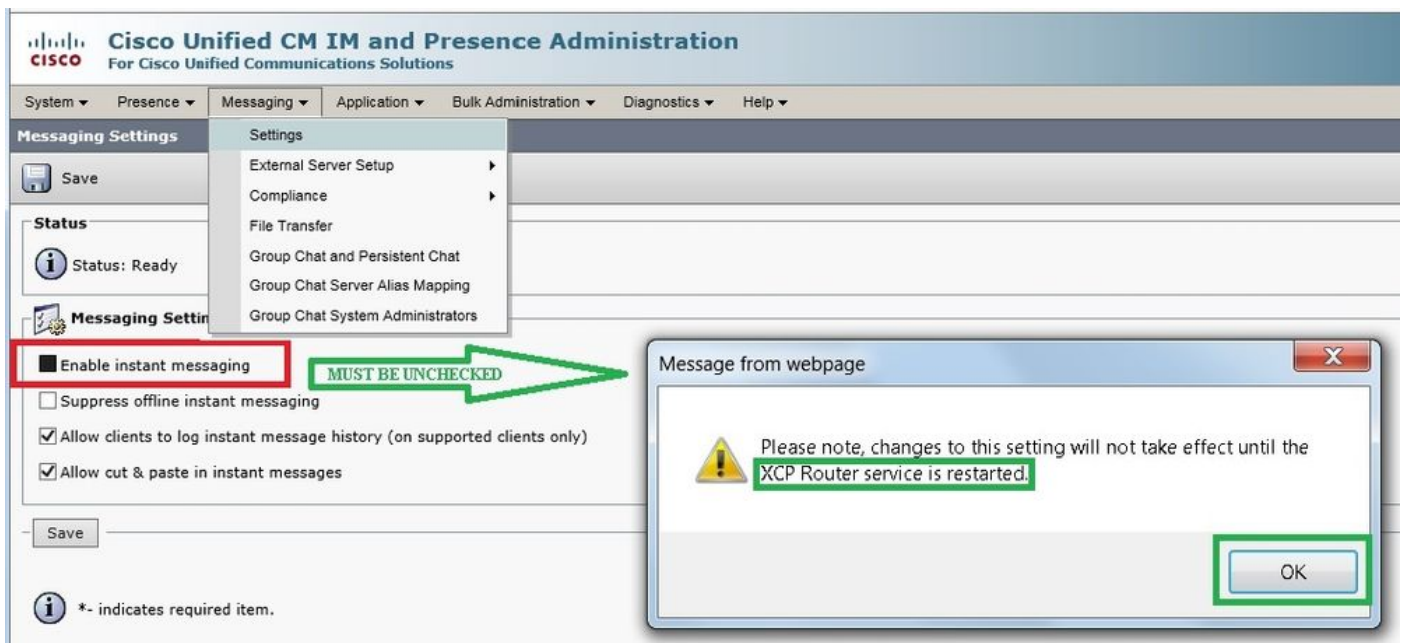 CISCO
Cisco Unified CM IM and Presence Administration
For Cisco Unified Communications Solutions
System Presence Messaging Application Bulk Administration Diagnostics Help
Messaging Settings
Settings
External Server Setup
Compliance
File Transfer
Group Chat and Persistent Chat
Group Chat Server Alias Mapping
Group Chat System Administrators
Save
Status
Status: Ready
Messaging Settin
Enable instant messaging
MUST BE UNCHECKED
Suppress offline instant messaging
Allow clients to log instant message history (on supported clients only)
Allow cut & paste in instant messages
Save
*- indicates required item.
Message from webpage
X
Please note, changes to this setting will not take effect until the
XCP Router service is restarted.
OK